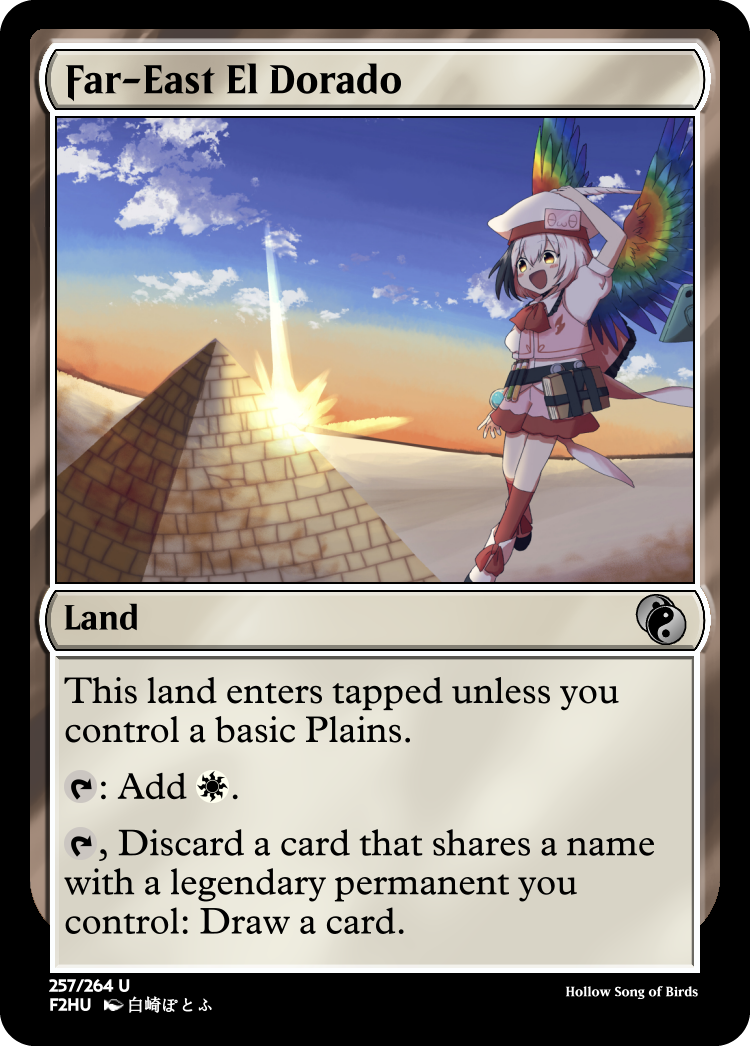 Far-East El Dorado
Land
This land enters tapped unless you
control a basic Plains.
: Add .
, Discard a card that shares a name
with a legendary permanent you
control: Draw a card.
257/264 U
F2HU 白崎ぽとふ
Hollow Song of Birds